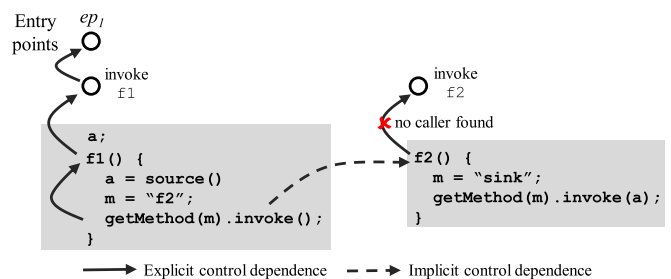 Entry points
ep1
invoke
f1
a;
f1() {
a = source()
m = “f2”;
getMethod(m).invoke();
}
invoke
f2
no caller found
f2() {
m = “sink”;
getMethod(m).invoke(a);
}
Explicit control dependence
Implicit control dependence